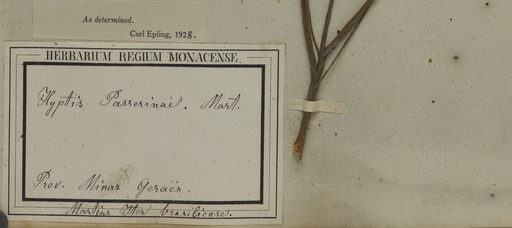 As determined.
Carl Epling, 1928.
HERBARIUM REGIUM MONACENSE.
Hyptis Passerinae. Mart.
Prov. Minas Geraës.
Martius Iter brasiliense.